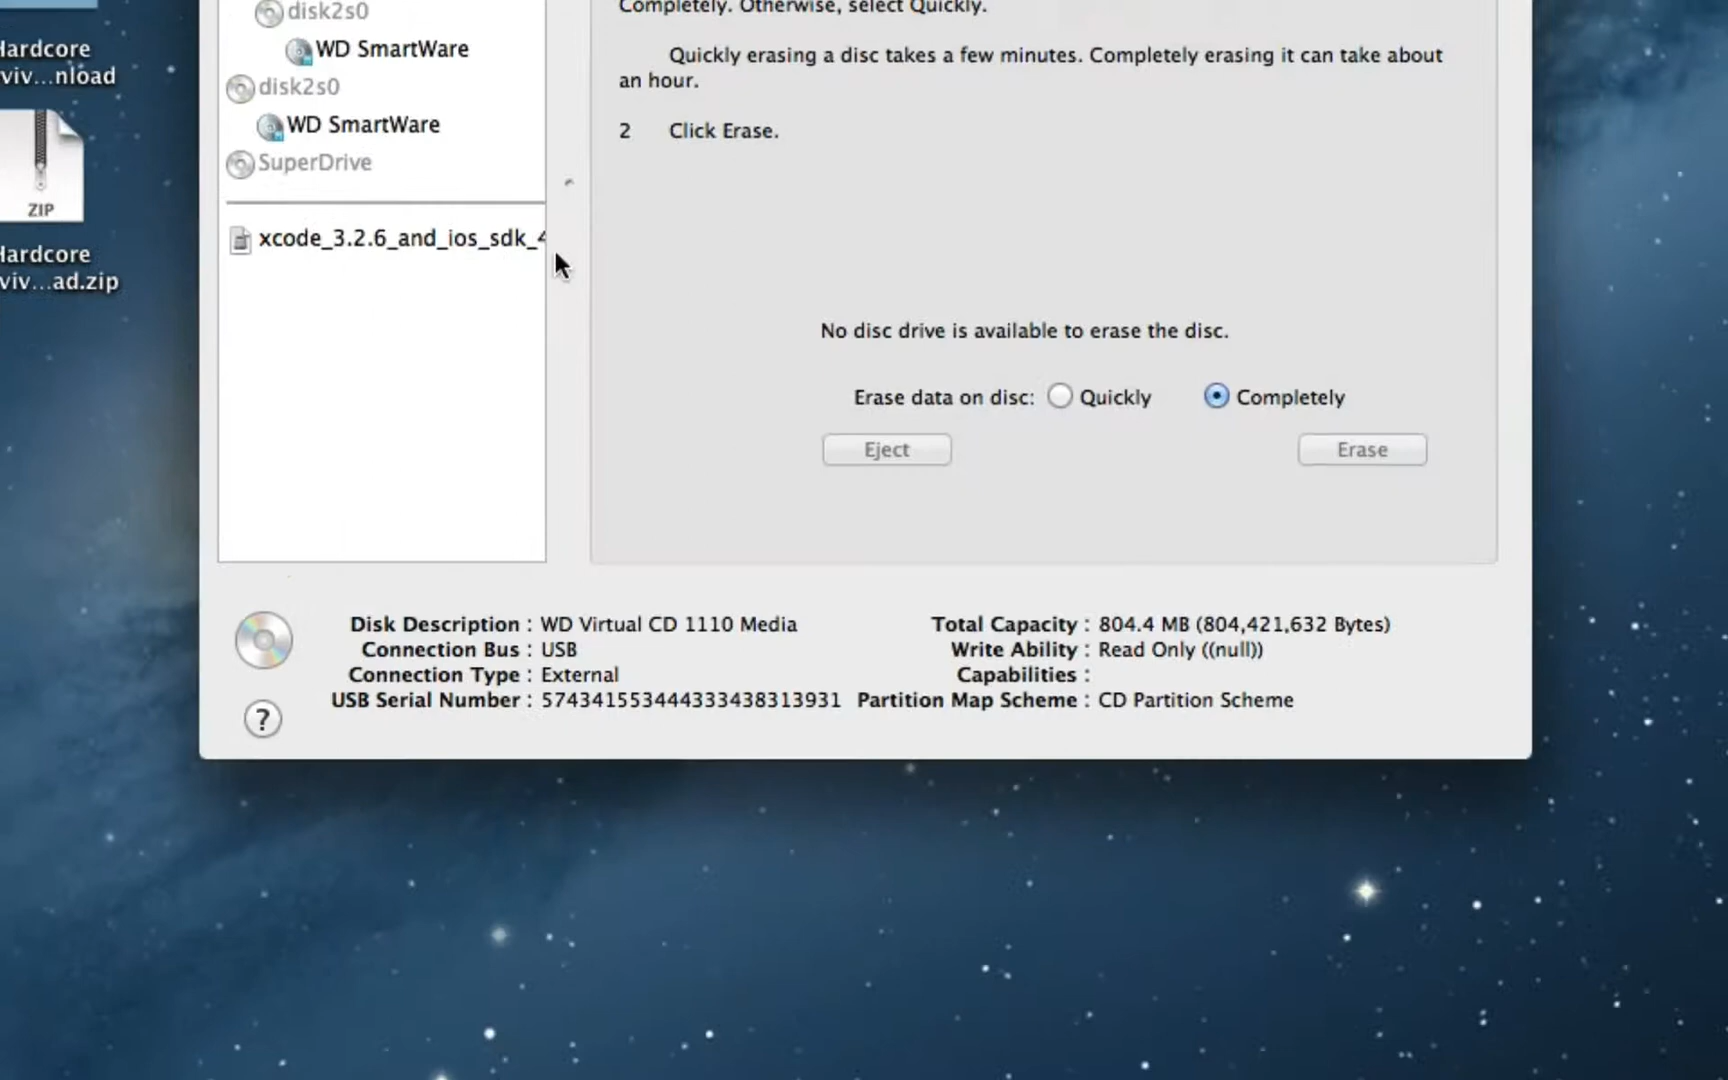 disk2s0
Completely. Otherwise, select Quickly.
Hardcore
viv...nload
WD SmartWare
Quickly erasing a disc takes a few minutes. Completely erasing it can take about
an hour.
disk2s0
WD SmartWare
2 Click Erase.
SuperDrive
ZIP
xcode_3.2.6_and_ios_sdk_4
Hardcore
viv...ad.zip
No disc drive is available to erase the disc.
Erase data on disc: Quickly Completely
Eject Erase
Disk Description : WD Virtual CD 1110 Media Total Capacity : 804.4 MB (804,421,632 Bytes)
Connection Bus : USB Write Ability : Read Only ((null))
Connection Type : External Capabilities :
USB Serial Number : 574341553444333438313931 Partition Map Scheme : CD Partition Scheme
?